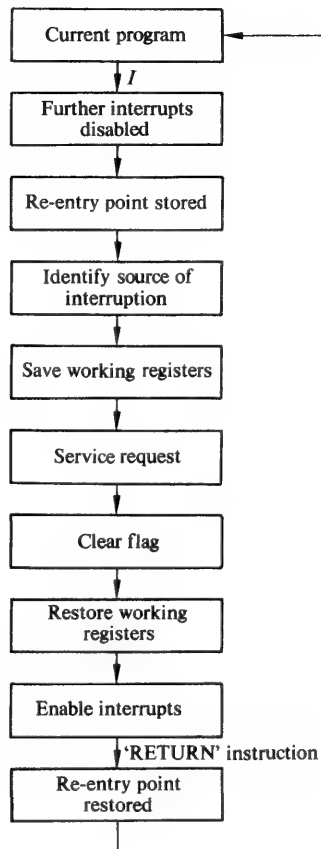 Current program
I
Further interrupts
disabled
Re-entry point stored
Identify source of
interruption
Save working registers
Service request
Clear flag
Restore working
registers
Enable interrupts
‘RETURN’ instruction
Re-entry point
restored